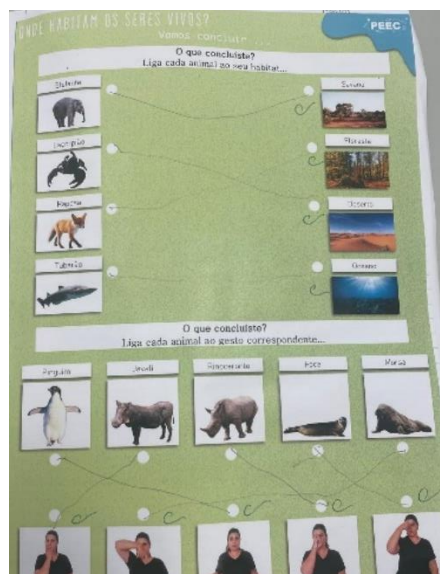 ONDE HABITAM OS SERES VIVOS?
Vamos concluir...
PEEC
O que concluíste?
Liga cada animal ao seu habitat...
Elefante
Savana
Escorpião
Floresta
Raposa
Deserto
Tubarão
Oceano
O que concluíste?
Liga cada animal ao gesto correspondente...
Pinguim
Javali
Rinoceronte
Foca
Morsa